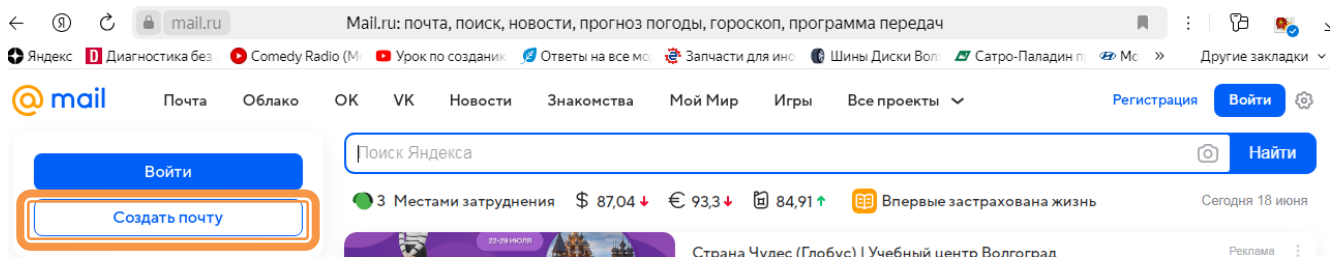 mail.ru Mail.ru: почта, поиск, новости, прогноз погоды, гороскоп, программа передач
Яндекс Диагностика без Comedy Radio (М Урок по созданик Ответы на все мо Запчасти для ино Шины Диски Вол Сатро-Паладин п Мо » Другие закладки
mail Почта Облако ОК VK Новости Знакомства Мой Мир Игры Все проекты Регистрация Войти
Поиск Яндекса Найти
Войти
3 Местами затруднения $ 87,04 ↓ € 93,3 ↓ 84,91 ↑ Впервые застрахована жизнь Сегодня 18 июня
Создать почту
22-29 ИЮЛЯ
Страна Чудес (Глобус) | Учебный центр Волгоград Реклама